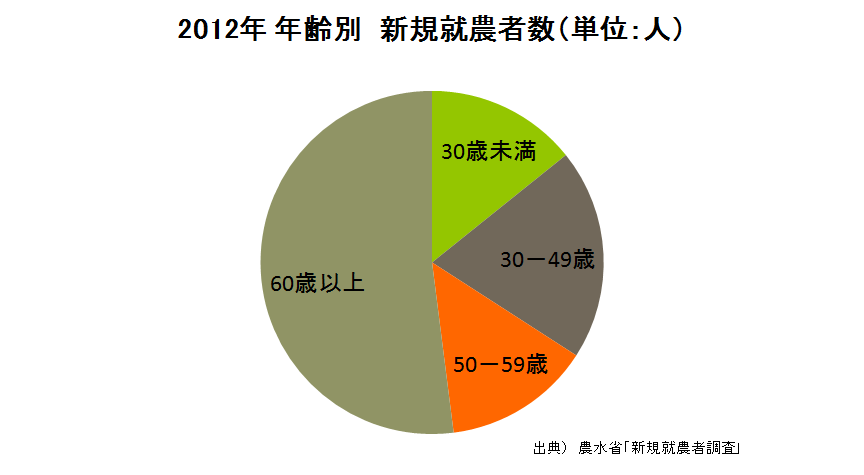 2012年 年齢別　新規就農者数（単位：人）
30歳未満
30－49歳
60歳以上
50－59歳
出典） 農水省「新規就農者調査」